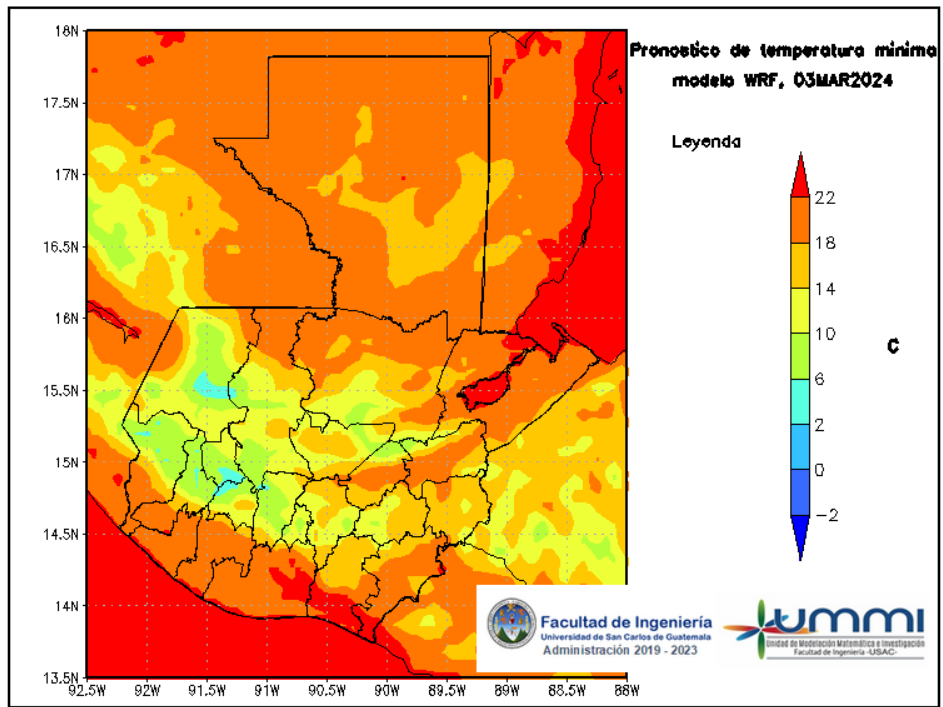 Pronostico de temperatura minima
modelo WRF, 03MAR2024
Leyenda
22
18
14
10
6
2
0
-2
C
18N
17.5N
17N
16.5N
16N
15.5N
15N
14.5N
14N
13.5N
92.5W
92W
91.5W
91W
90.5W
90W
89.5W
89W
88.5W
88W
Facultad de Ingeniería
Universidad de San Carlos de Guatemala
Administración 2019 - 2023
UMMI
Unidad de Modelación Matemática e Investigación
Facultad de Ingeniería -USAC-